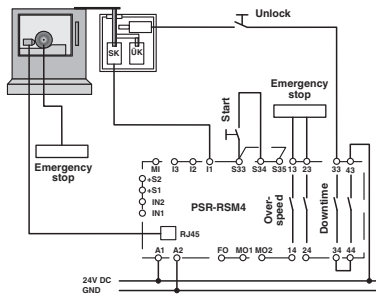 Unlock
SK
ÜK
Emergency
stop
Start
Emergency
stop
MI I3 I2 I1 S33 S34 S35 13 23 33 43
+S2
+S1
IN2
IN1
PSR-RSM4
Over-
speed
Downtime
RJ45
A1 A2 FO MO1 MO2 14 24 34 44
24V DC
GND